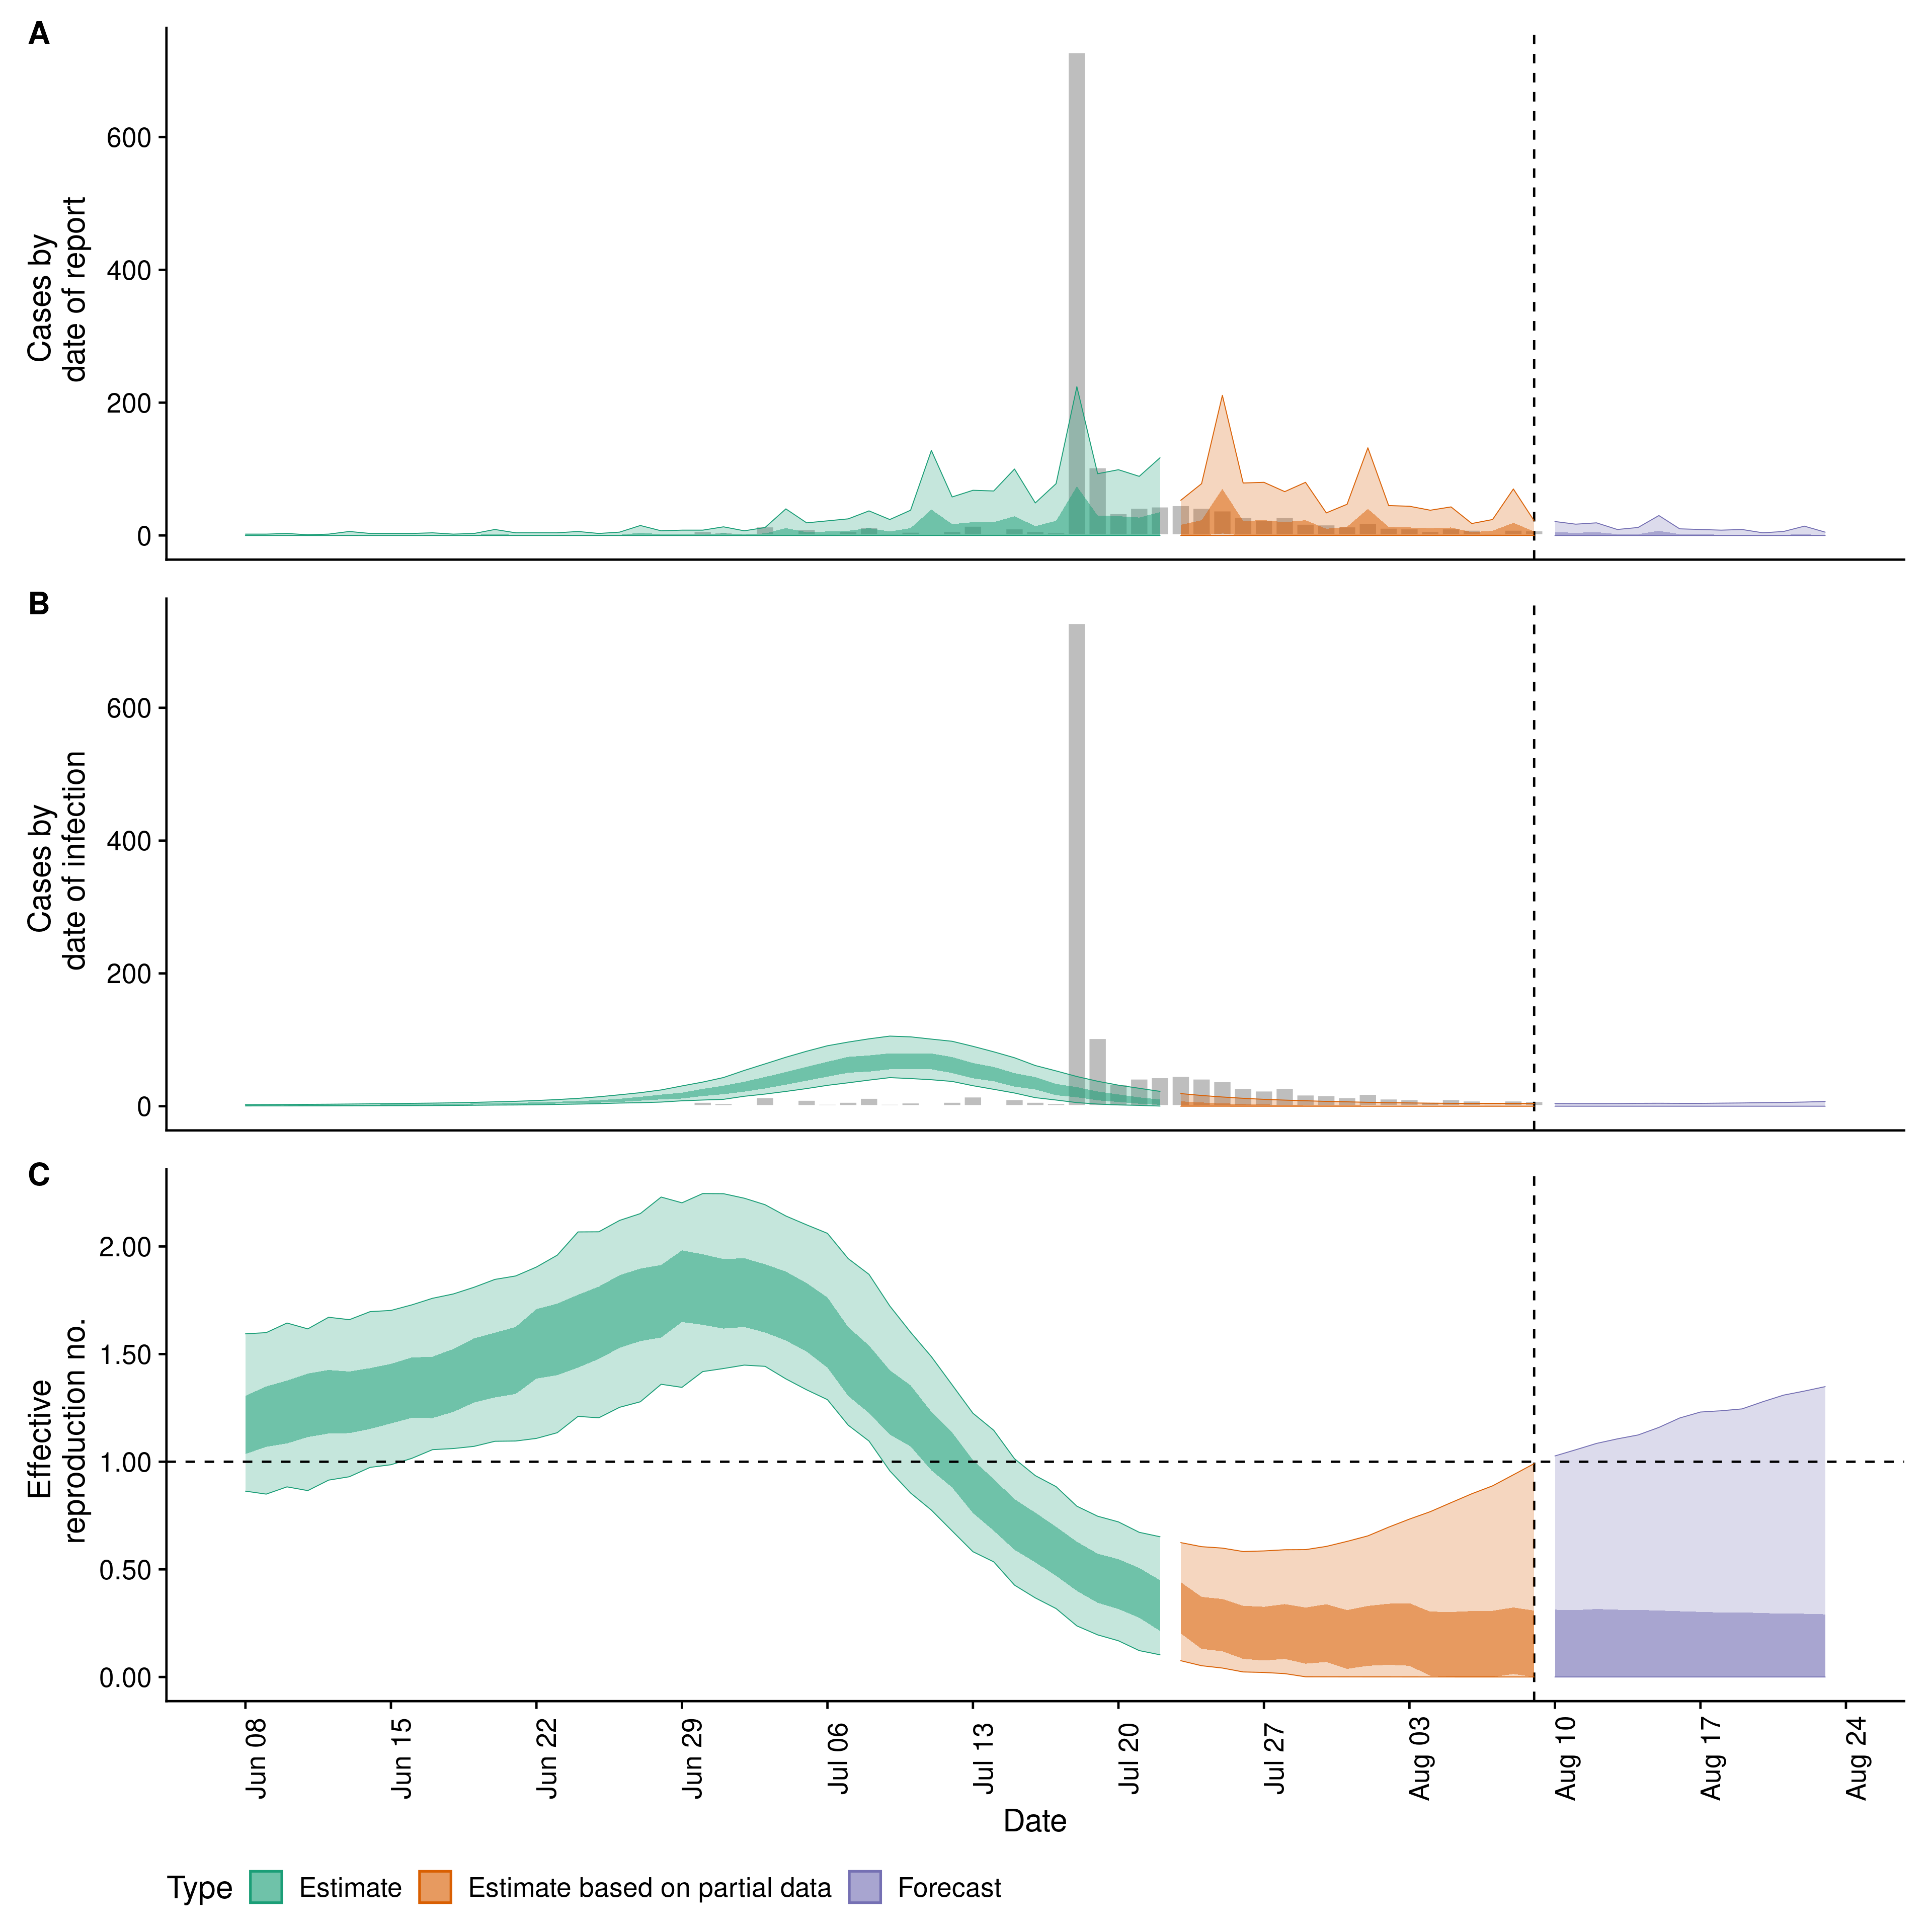 A
Cases by
date of report
600
400
200
0
B
Cases by
date of infection
600
400
200
0
C
Effective
reproduction no.
2.00
1.50
1.00
0.50
0.00
Jun 08
Jun 15
Jun 22
Jun 29
Jul 06
Jul 13
Jul 20
Jul 27
Aug 03
Aug 10
Aug 17
Aug 24
Date
Type Estimate Estimate based on partial data Forecast